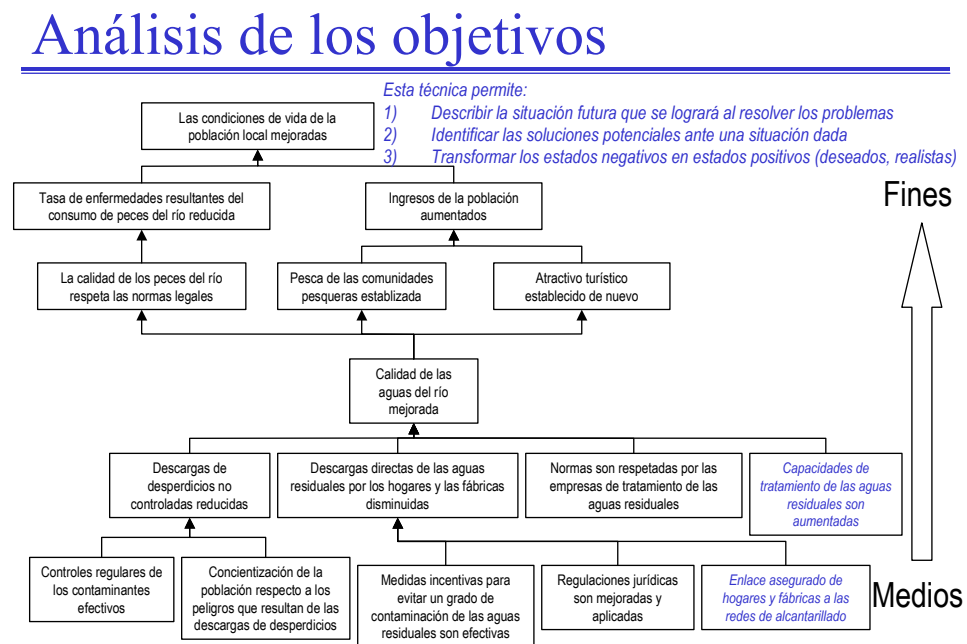 Análisis de los objetivos
Esta técnica permite:
1) Describir la situación futura que se logrará al resolver los problemas
2) Identificar las soluciones potenciales ante una situación dada
3) Transformar los estados negativos en estados positivos (deseados, realistas)
Las condiciones de vida de la
población local mejoradas
Fines
Tasa de enfermedades resultantes del
consumo de peces del río reducida
Ingresos de la población
aumentados
La calidad de los peces del río
respeta las normas legales
Pesca de las comunidades
pesqueras establizada
Atractivo turístico
establecido de nuevo
Calidad de las
aguas del río
mejorada
Descargas de
desperdicios no
controladas reducidas
Descargas directas de las aguas
residuales por los hogares y las fábricas
disminuidas
Normas son respetadas por las
empresas de tratamiento de las
aguas residuales
Capacidades de
tratamiento de las aguas
residuales son
aumentadas
Controles regulares de
los contaminantes
efectivos
Concientización de la
población respecto a los
peligros que resultan de las
descargas de desperdicios
Medidas incentivas para
evitar un grado de
contaminación de las aguas
residuales son efectivas
Regulaciones jurídicas
son mejoradas y
aplicadas
Enlace asegurado de
hogares y fábricas a las
redes de alcantarillado
Medios